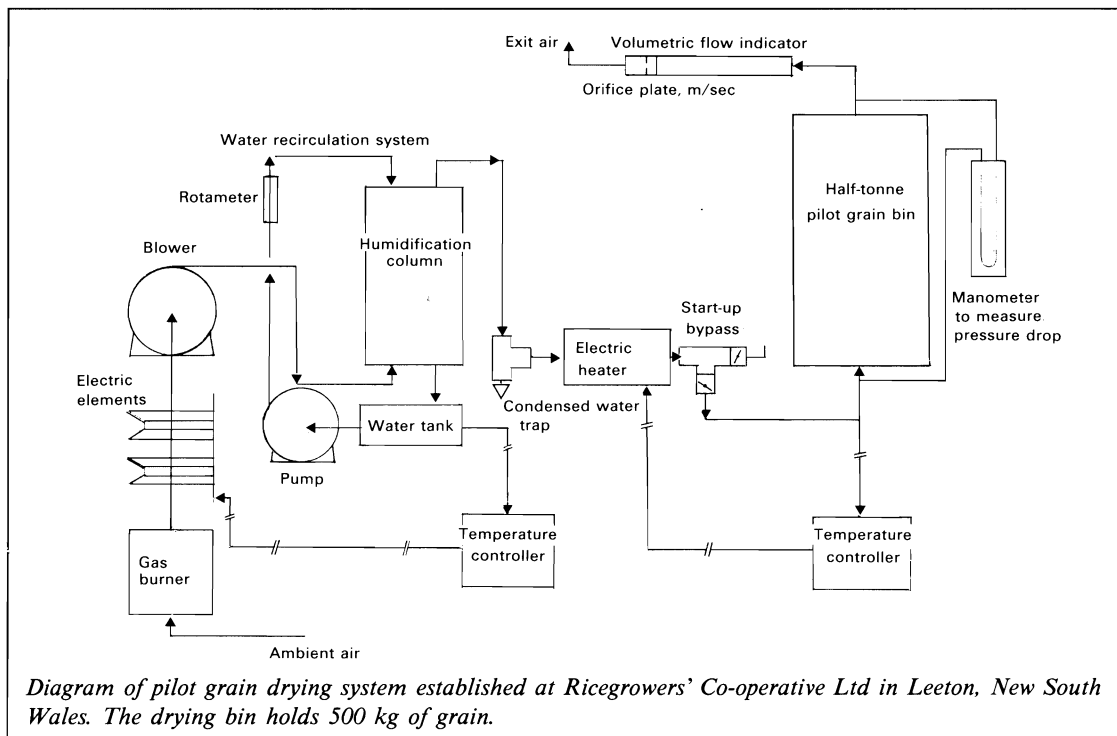 Exit air
Volumetric flow indicator
Orifice plate, m/sec
Water recirculation system
Rotameter
Blower
Humidification
column
Half-tonne
pilot grain bin
Manometer
to measure
pressure drop
Start-up
bypass
Electric
heater
Electric
elements
Condensed water
trap
Water tank
Pump
Temperature
controller
Temperature
controller
Gas
burner
Ambient air
Diagram of pilot grain drying system established at Ricegrowers' Co-operative Ltd in Leeton, New South
Wales. The drying bin holds 500 kg of grain.